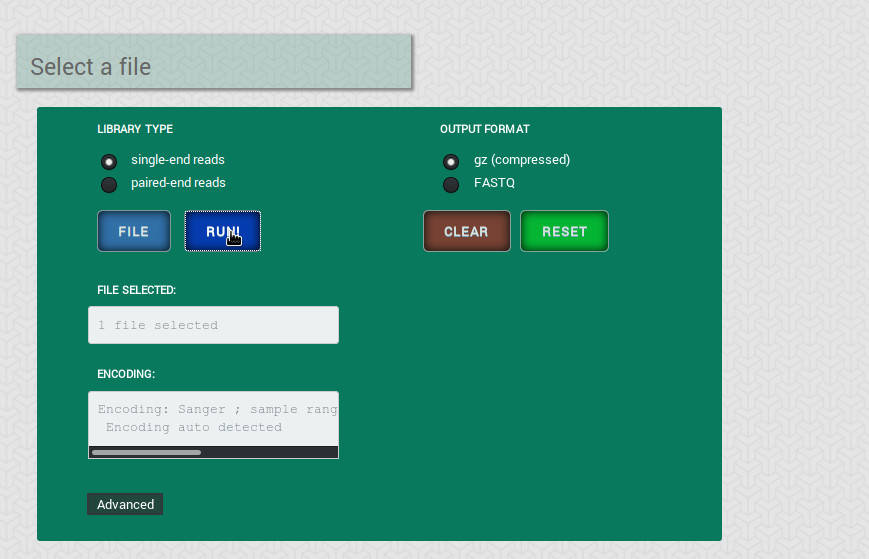 Select a file
LIBRARY TYPE
OUTPUT FORMAT
single-end reads
gz (compressed)
paired-end reads
FASTQ
FILE
RUN!
CLEAR
RESET
FILE SELECTED:
1 file selected
ENCODING:
Encoding: Sanger ; sample rang
Encoding auto detected
Advanced